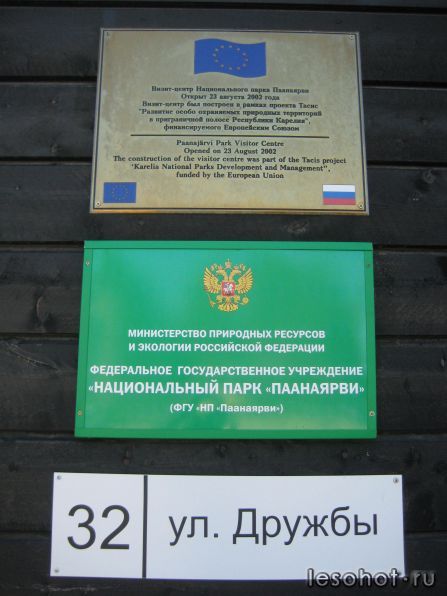 Визит-центр Национального парка Паанаярви
Открыт 23 августа 2002 года
Визит-центр был построен в рамках проекта Тасис
"Развитие особо охраняемых природных территорий
в приграничной полосе Республики Карелия",
финансируемого Европейским Союзом
Paanajärvi Park Visitor Centre
Opened on 23 August 2002
The construction of the visitor centre was part of the Tacis project
'Karelia National Parks Development and Management",
funded by the European Union
МИНИСТЕРСТВО ПРИРОДНЫХ РЕСУРСОВ
И ЭКОЛОГИИ РОССИЙСКОЙ ФЕДЕРАЦИИ
ФЕДЕРАЛЬНОЕ ГОСУДАРСТВЕННОЕ УЧРЕЖДЕНИЕ
«НАЦИОНАЛЬНЫЙ ПАРК «ПААНАЯРВИ»
(ФГУ «НП «Паанаярви»)
32 ул. Дружбы
lesohot.ru